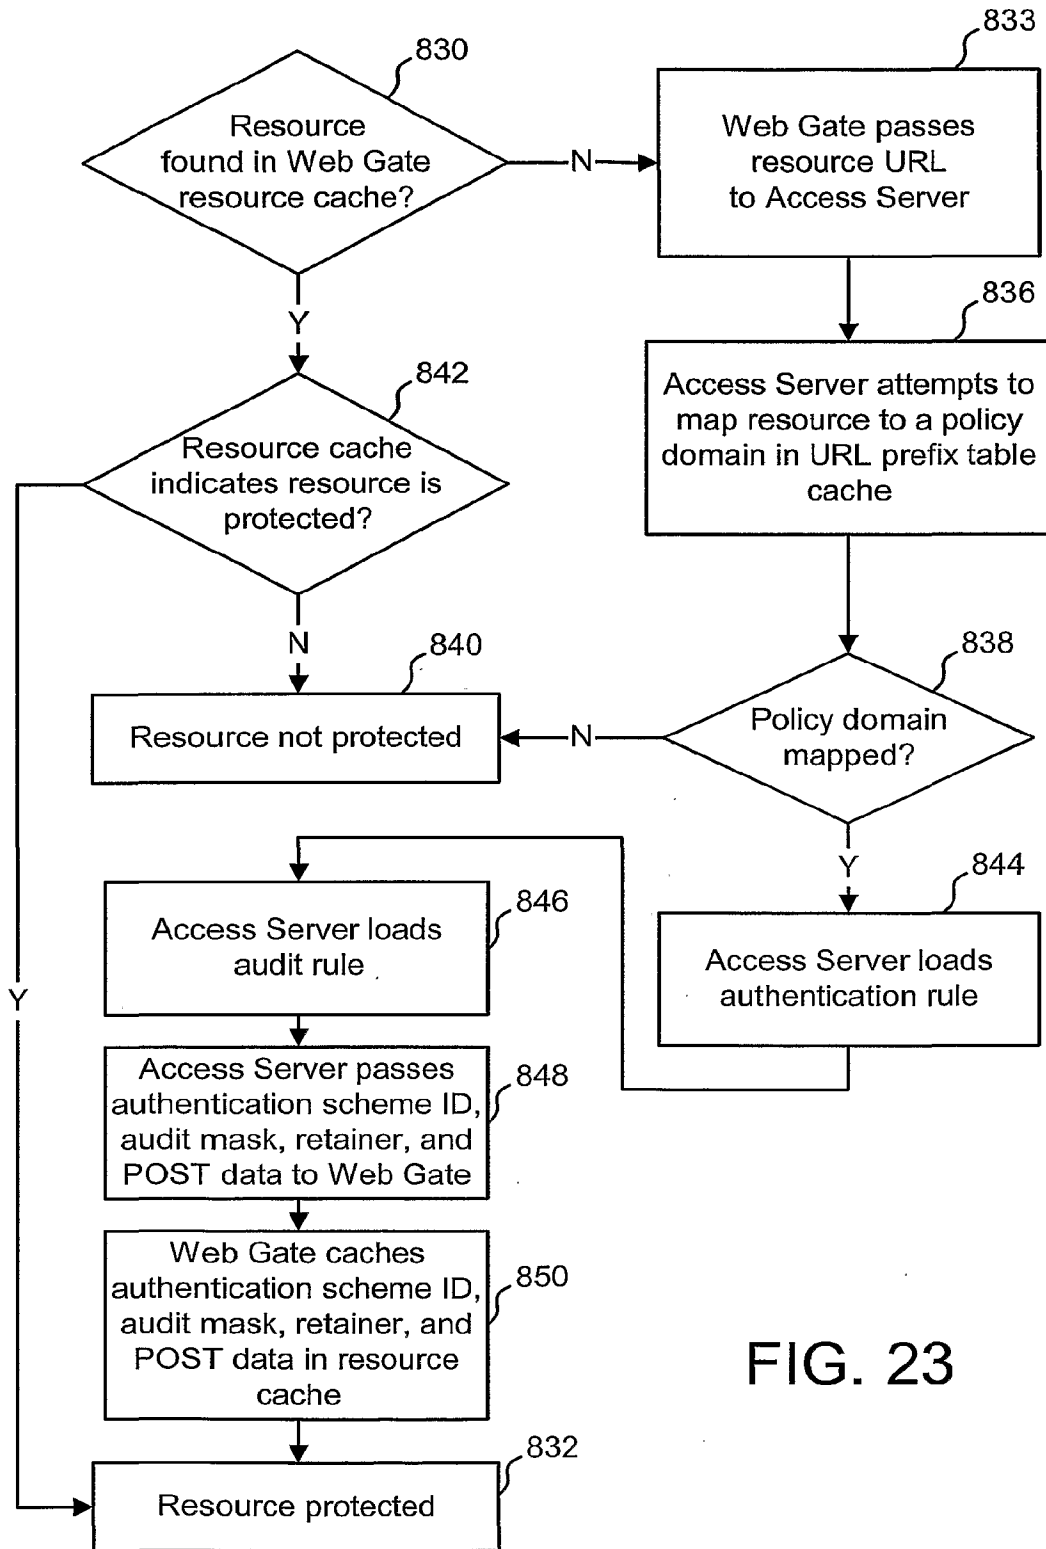 830
Resource
found in Web Gate
resource cache?
N
833
Web Gate passes
resource URL
to Access Server
Y
836
Access Server attempts to
map resource to a policy
domain in URL prefix table
cache
842
Resource cache
indicates resource is
protected?
N
838
Policy domain
mapped?
N
840
Resource not protected
Y
844
Access Server loads
authentication rule
846
Access Server loads
audit rule
Y
848
Access Server passes
authentication scheme ID,
audit mask, retainer, and
POST data to Web Gate
850
Web Gate caches
authentication scheme ID,
audit mask, retainer, and
POST data in resource
cache
832
Resource protected
FIG. 23